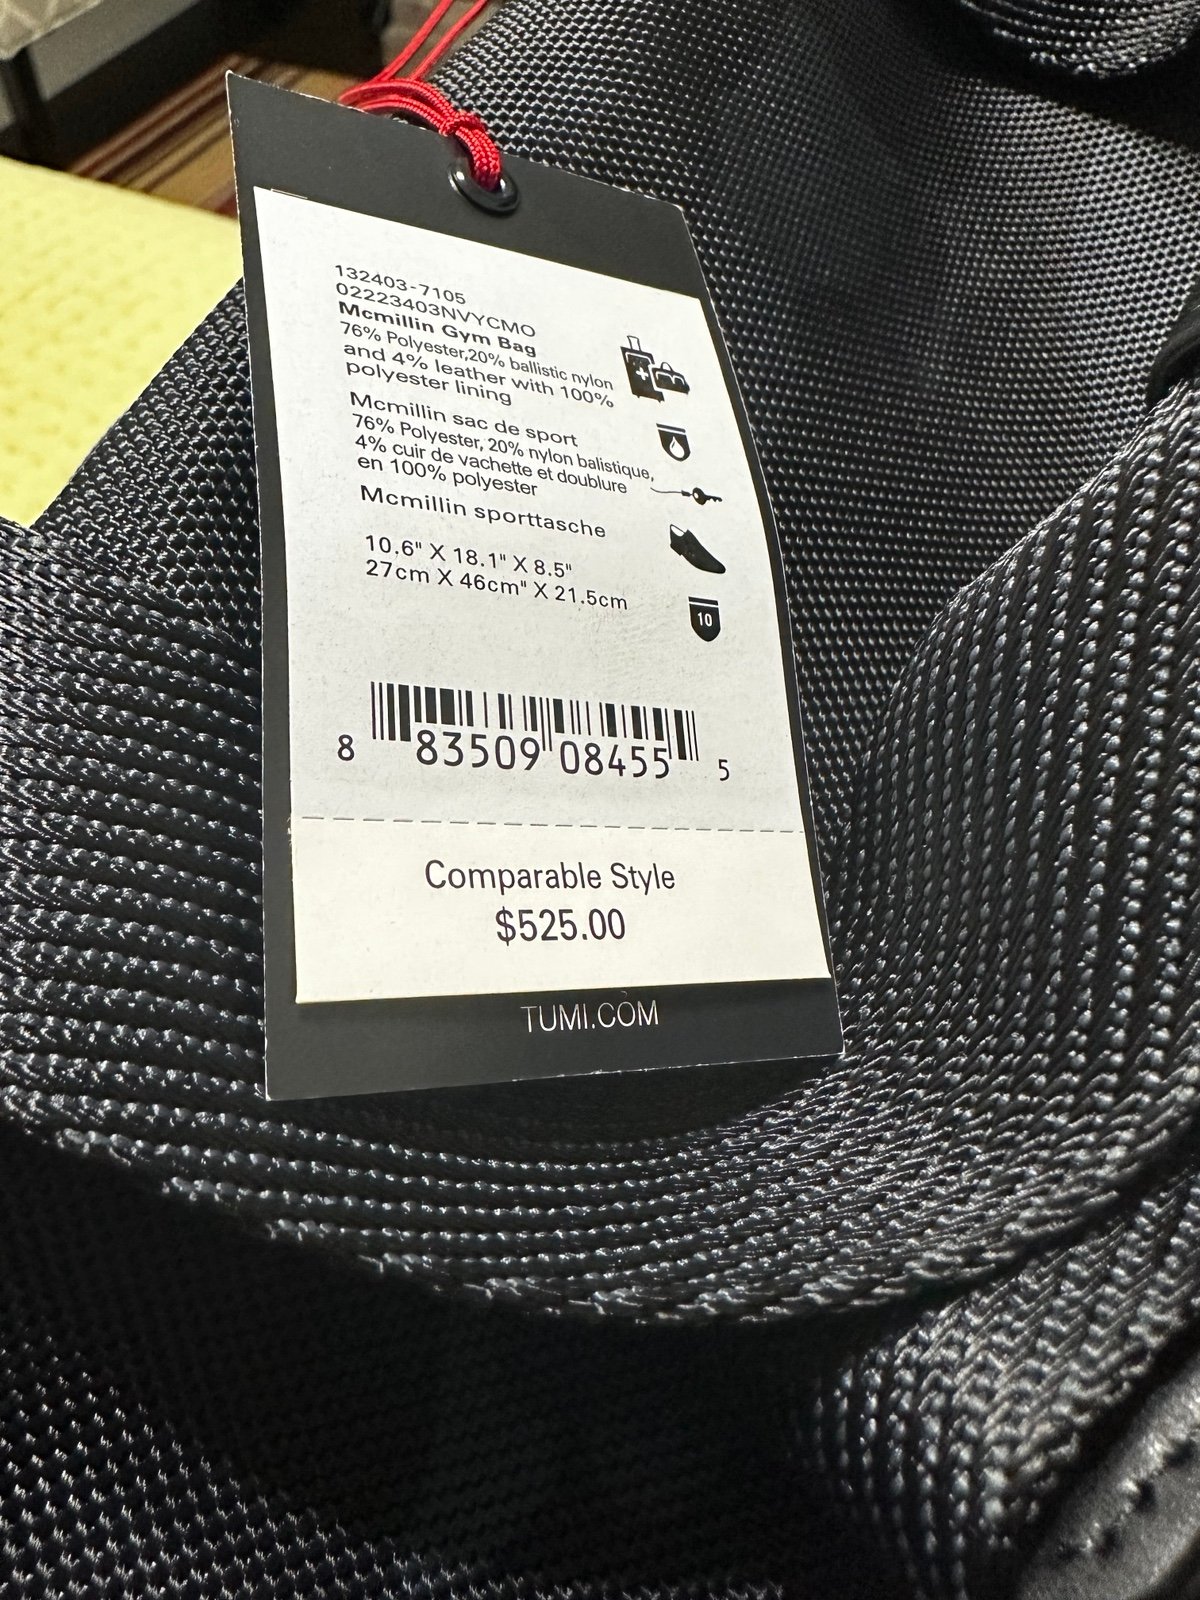 132403-7105
02223403NVYCMO
Mcmillin Gym Bag
76% Polyester,20% ballistic nylon
and 4% leather with 100%
polyester lining
Mcmillin sac de sport
76% Polyester, 20% nylon balistique,
4% cuir de vachette et doublure
en 100% polyester
Mcmillin sporttasche
10.6" X 18.1" X 8.5"
27cm X 46cm" X 21.5cm
10
8 83509 08455 5
Comparable Style
$525.00
TUMI.COM